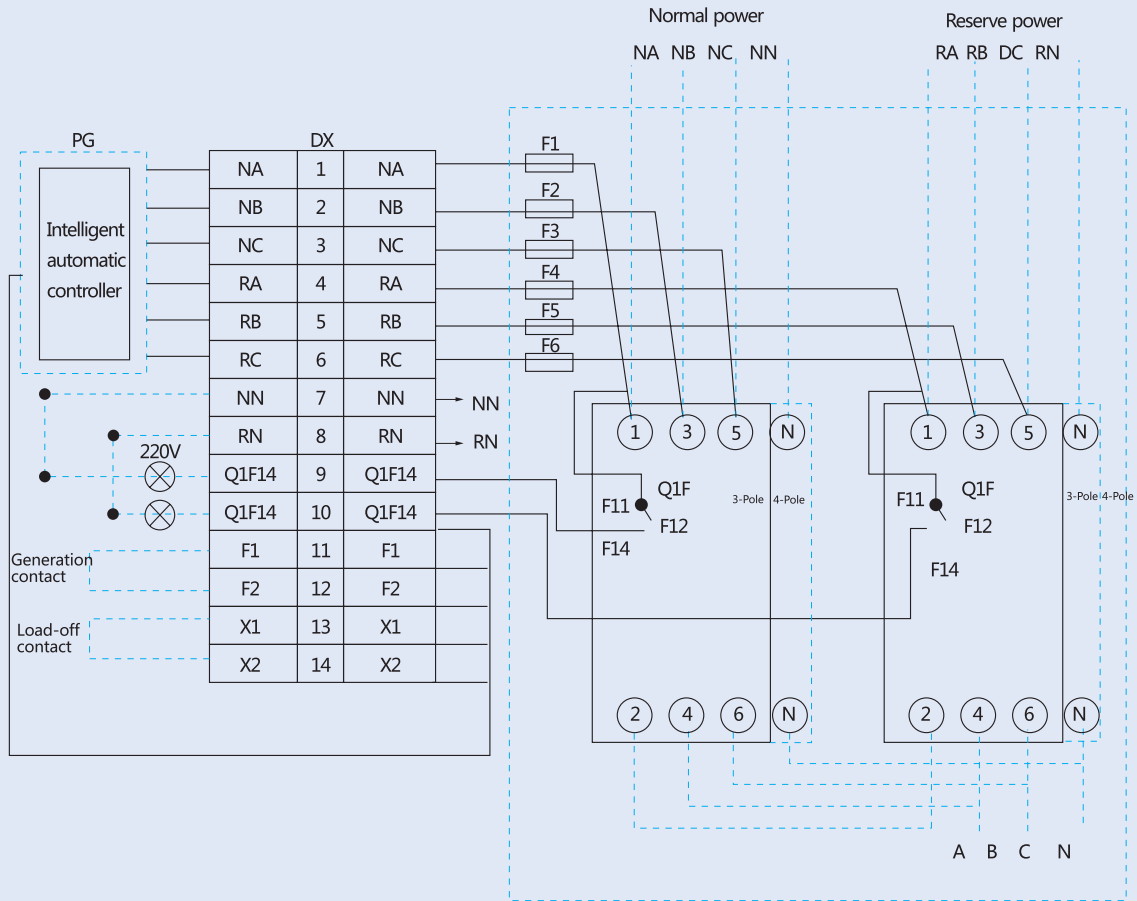 Normal power
Reserve power
NA NB NC NN
RA RB DC RN
PG
DX
F1
F2
F3
F4
F5
F6
Intelligent
automatic
controller
NA 1 NA
NB 2 NB
NC 3 NC
RA 4 RA
RB 5 RB
RC 6 RC
NN 7 NN
RN 8 RN
Q1F14 9 Q1F14
Q1F14 10 Q1F14
F1 11 F1
F2 12 F2
X1 13 X1
X2 14 X2
NN
RN
220V
Generation
contact
Load-off
contact
1 3 5 N
Q1F
3-Pole 4-Pole
F11
F12
F14
2 4 6 N
1 3 5 N
Q1F
3-Pole 4-Pole
F11
F12
F14
2 4 6 N
A B C N